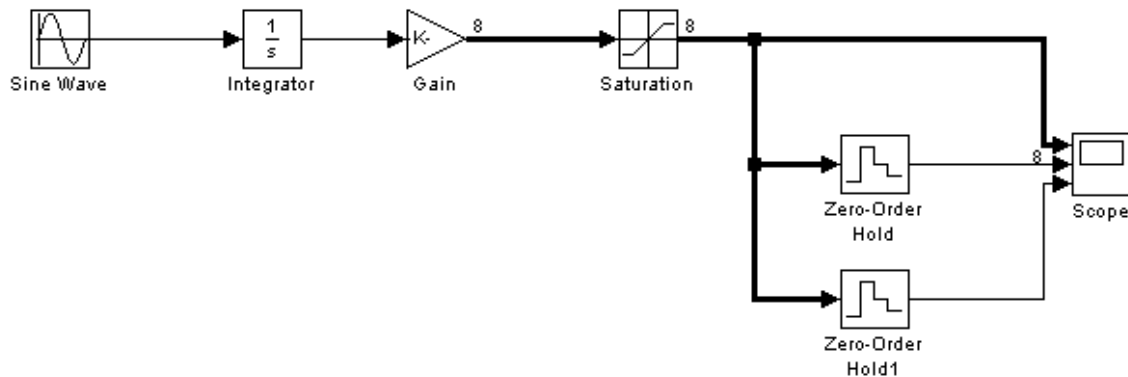 8
8
1
s
K-
Sine Wave
Integrator
Gain
Saturation
8
Zero-Order
Hold
Scope
Zero-Order
Hold1